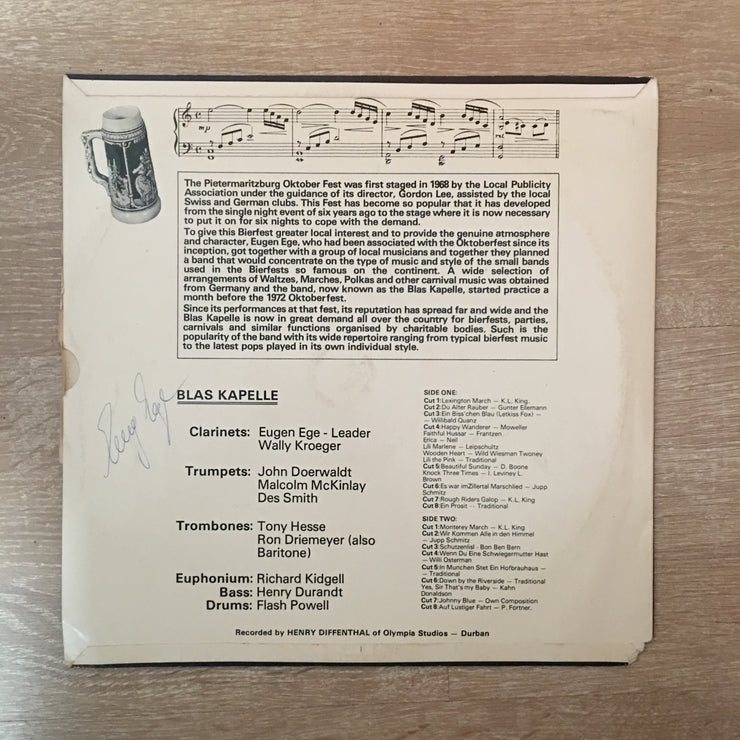 mp
The Pietermaritzburg Oktober Fest was first staged in 1968 by the Local Publicity
Association under the guidance of its director, Gordon Lee, assisted by the local
Swiss and German clubs. This Fest has become so popular that it has developed
from the single night event of six years ago to the stage where it is now necessary
to put it on for six nights to cope with the demand.
To give this Bierfest greater local interest and to provide the genuine atmosphere
and character, Eugen Ege, who had been associated with the Oktoberfest since its
inception, got together with a group of local musicians and together they planned
a band that would concentrate on the type of music and style of the small bands
used in the Bierfests so famous on the continent. A wide selection of
arrangements of Waltzes, Marches, Polkas and other carnival music was obtained
from Germany and the band, now known as the Blas Kapelle, started practice a
month before the 1972 Oktoberfest.
Since its performances at that fest, its reputation has spread far and wide and the
Blas Kapelle is now in great demand all over the country for bierfests, parties,
carnivals and similar functions organised by charitable bodies. Such is the
popularity of the band with its wide repertoire ranging from typical bierfest music
to the latest pops played in its own individual style.
Eug Ege
BLAS KAPELLE
Clarinets: Eugen Ege - Leader
Wally Kroeger
Trumpets: John Doerwaldt
Malcolm McKinlay
Des Smith
Trombones: Tony Hesse
Ron Driemeyer (also
Baritone)
Euphonium: Richard Kidgell
Bass: Henry Durandt
Drums: Flash Powell
SIDE ONE:
Cut 1: Lexington March — K.L. King.
Cut 2: Du Alter Rauber — Gunter Eilemann
Cut 3: Ein Biss'chen Blau (Letkiss Fox) —
— Willibald Quanz
Cut 4: Happy Wanderer — Moweller
Faithful Hussar — Frantzen
Erica — Neil
Lili Marlene — Leipschultz
Wooden Heart — Wild Wiesman Twoney
Lili the Pink — Traditional
Cut 5: Beautiful Sunday — D. Boone
Knock Three Times — I. Leviney L.
Brown
Cut 6: Es war imZillertal Marschlied — Jupp
Schmitz
Cut 7: Rough Riders Galop — K.L. King
Cut 8: Ein Prosit — Traditional
SIDE TWO:
Cut 1: Monterey March — K.L. King
Cut 2: Wir Kommen Alle in den Himmel
— Jupp Schmitz
Cut 3: Schutzenlist - Bon Ben Bern
Cut 4: Wenn Du Eine Schwiegermutter Hast
— Willi Osterman
Cut 5: In Munchen Stet Ein Hofbrauhaus —
— Traditional
Cut 6: Down by the Riverside — Traditional
Yes, Sir That's my Baby — Kahn
Donaldson
Cut 7: Johnny Blue — Own Composition
Cut 8: Auf Lustiger Fahrt — P. Fortner.
Recorded by HENRY DIFFENTHAL of Olympia Studios — Durban